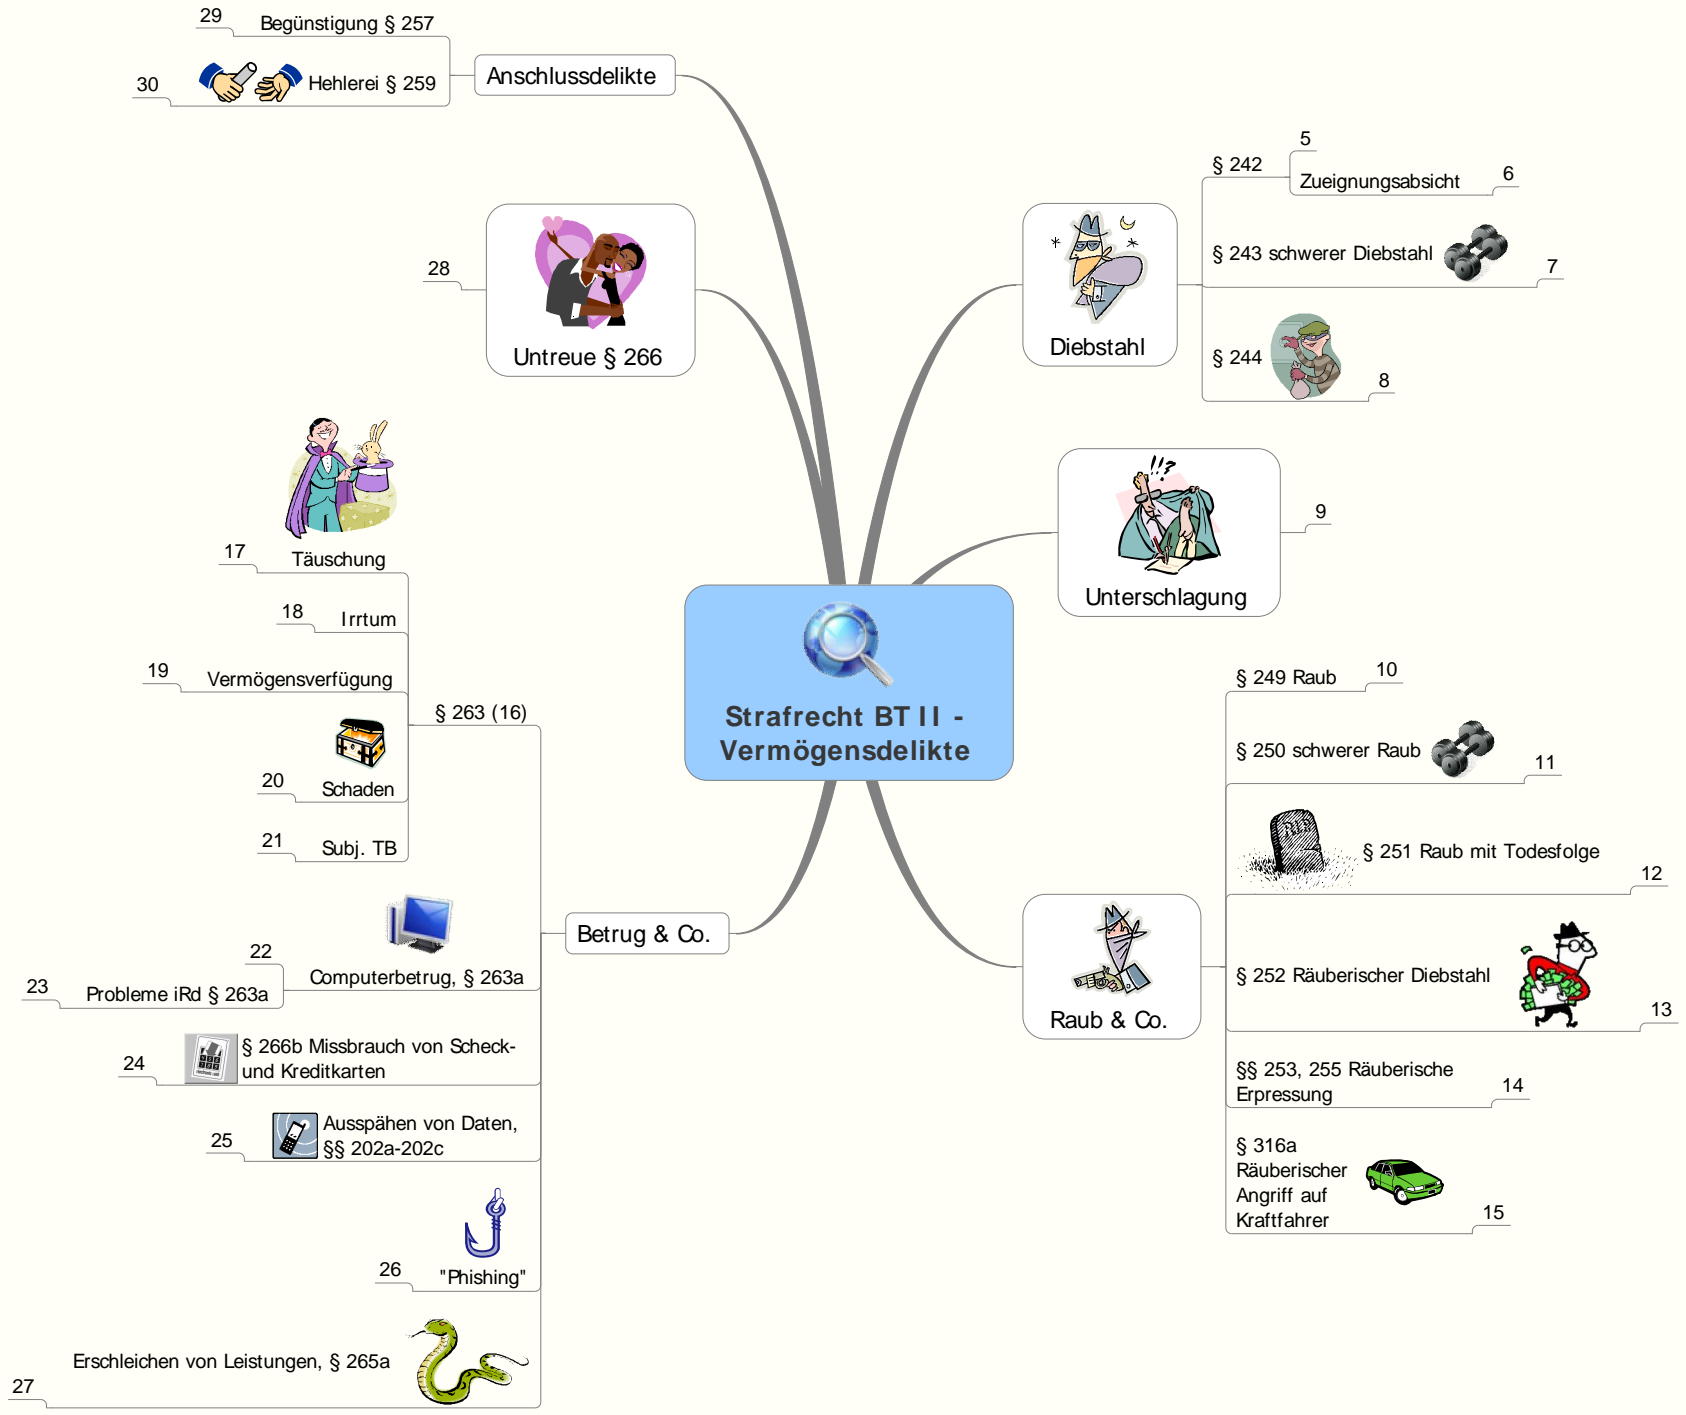 Strafrecht BT II -
Vermögensdelikte
Diebstahl
§ 242
5
Zueignungsabsicht
6
§ 243 schwerer Diebstahl
7
§ 244
8
!!?
Unterschlagung
9
Raub & Co.
§ 249 Raub
10
§ 250 schwerer Raub
11
RIP
§ 251 Raub mit Todesfolge
12
§ 252 Räuberischer Diebstahl
13
§§ 253, 255 Räuberische
Erpressung
14
§ 316a
Räuberischer
Angriff auf
Kraftfahrer
15
Betrug & Co.
§ 263 (16)
Täuschung
17
Irrtum
18
Vermögensverfügung
19
Schaden
20
Subj. TB
21
Computerbetrug, § 263a
22
Probleme iRd § 263a
23
§ 266b Missbrauch von Scheck-
und Kreditkarten
24
Ausspähen von Daten,
§§ 202a-202c
25
"Phishing"
26
Erschleichen von Leistungen, § 265a
27
Untreue § 266
28
Anschlussdelikte
Begünstigung § 257
29
Hehlerei § 259
30